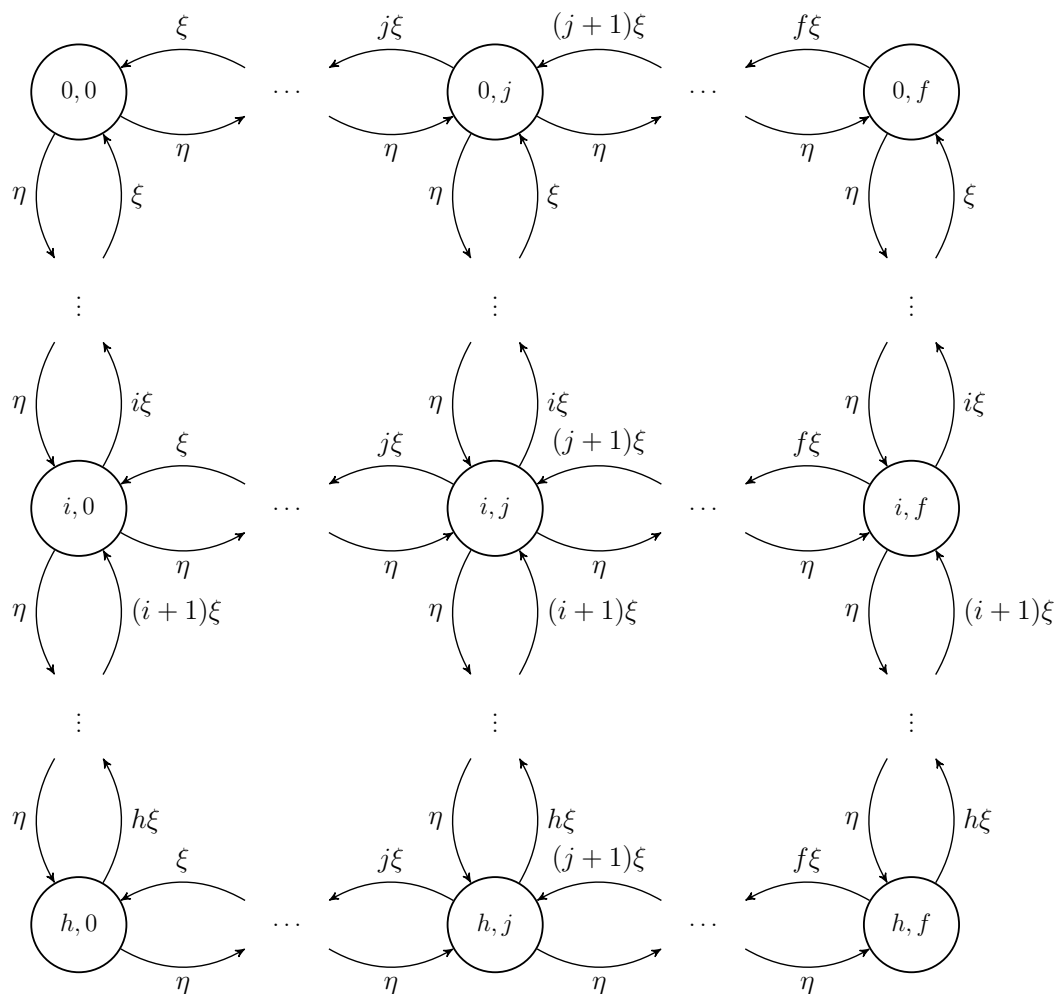 ξ jξ (j + 1)ξ fξ
0, 0 ⋯ 0, j ⋯ 0, f
η η η η
η ξ η ξ η ξ
⋮ ⋮ ⋮
η iξ η iξ η iξ
ξ jξ (j + 1)ξ fξ
i, 0 ⋯ i, j ⋯ i, f
η η η η
η (i + 1)ξ η (i + 1)ξ η (i + 1)ξ
⋮ ⋮ ⋮
η hξ η hξ η hξ
ξ jξ (j + 1)ξ fξ
h, 0 ⋯ h, j ⋯ h, f
η η η η